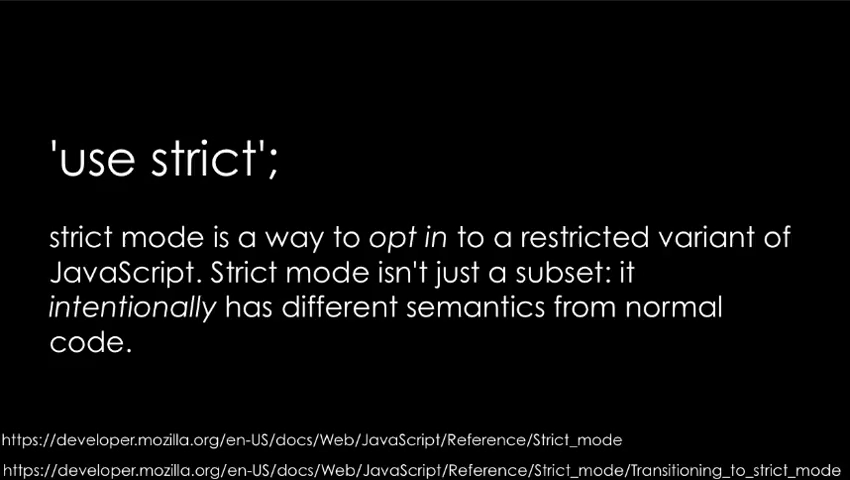 'use strict';
strict mode is a way to opt in to a restricted variant of
JavaScript. Strict mode isn't just a subset: it
intentionally has different semantics from normal
code.
https://developer.mozilla.org/en-US/docs/Web/JavaScript/Reference/Strict_mode
https://developer.mozilla.org/en-US/docs/Web/JavaScript/Reference/Strict_mode/Transitioning_to_strict_mode